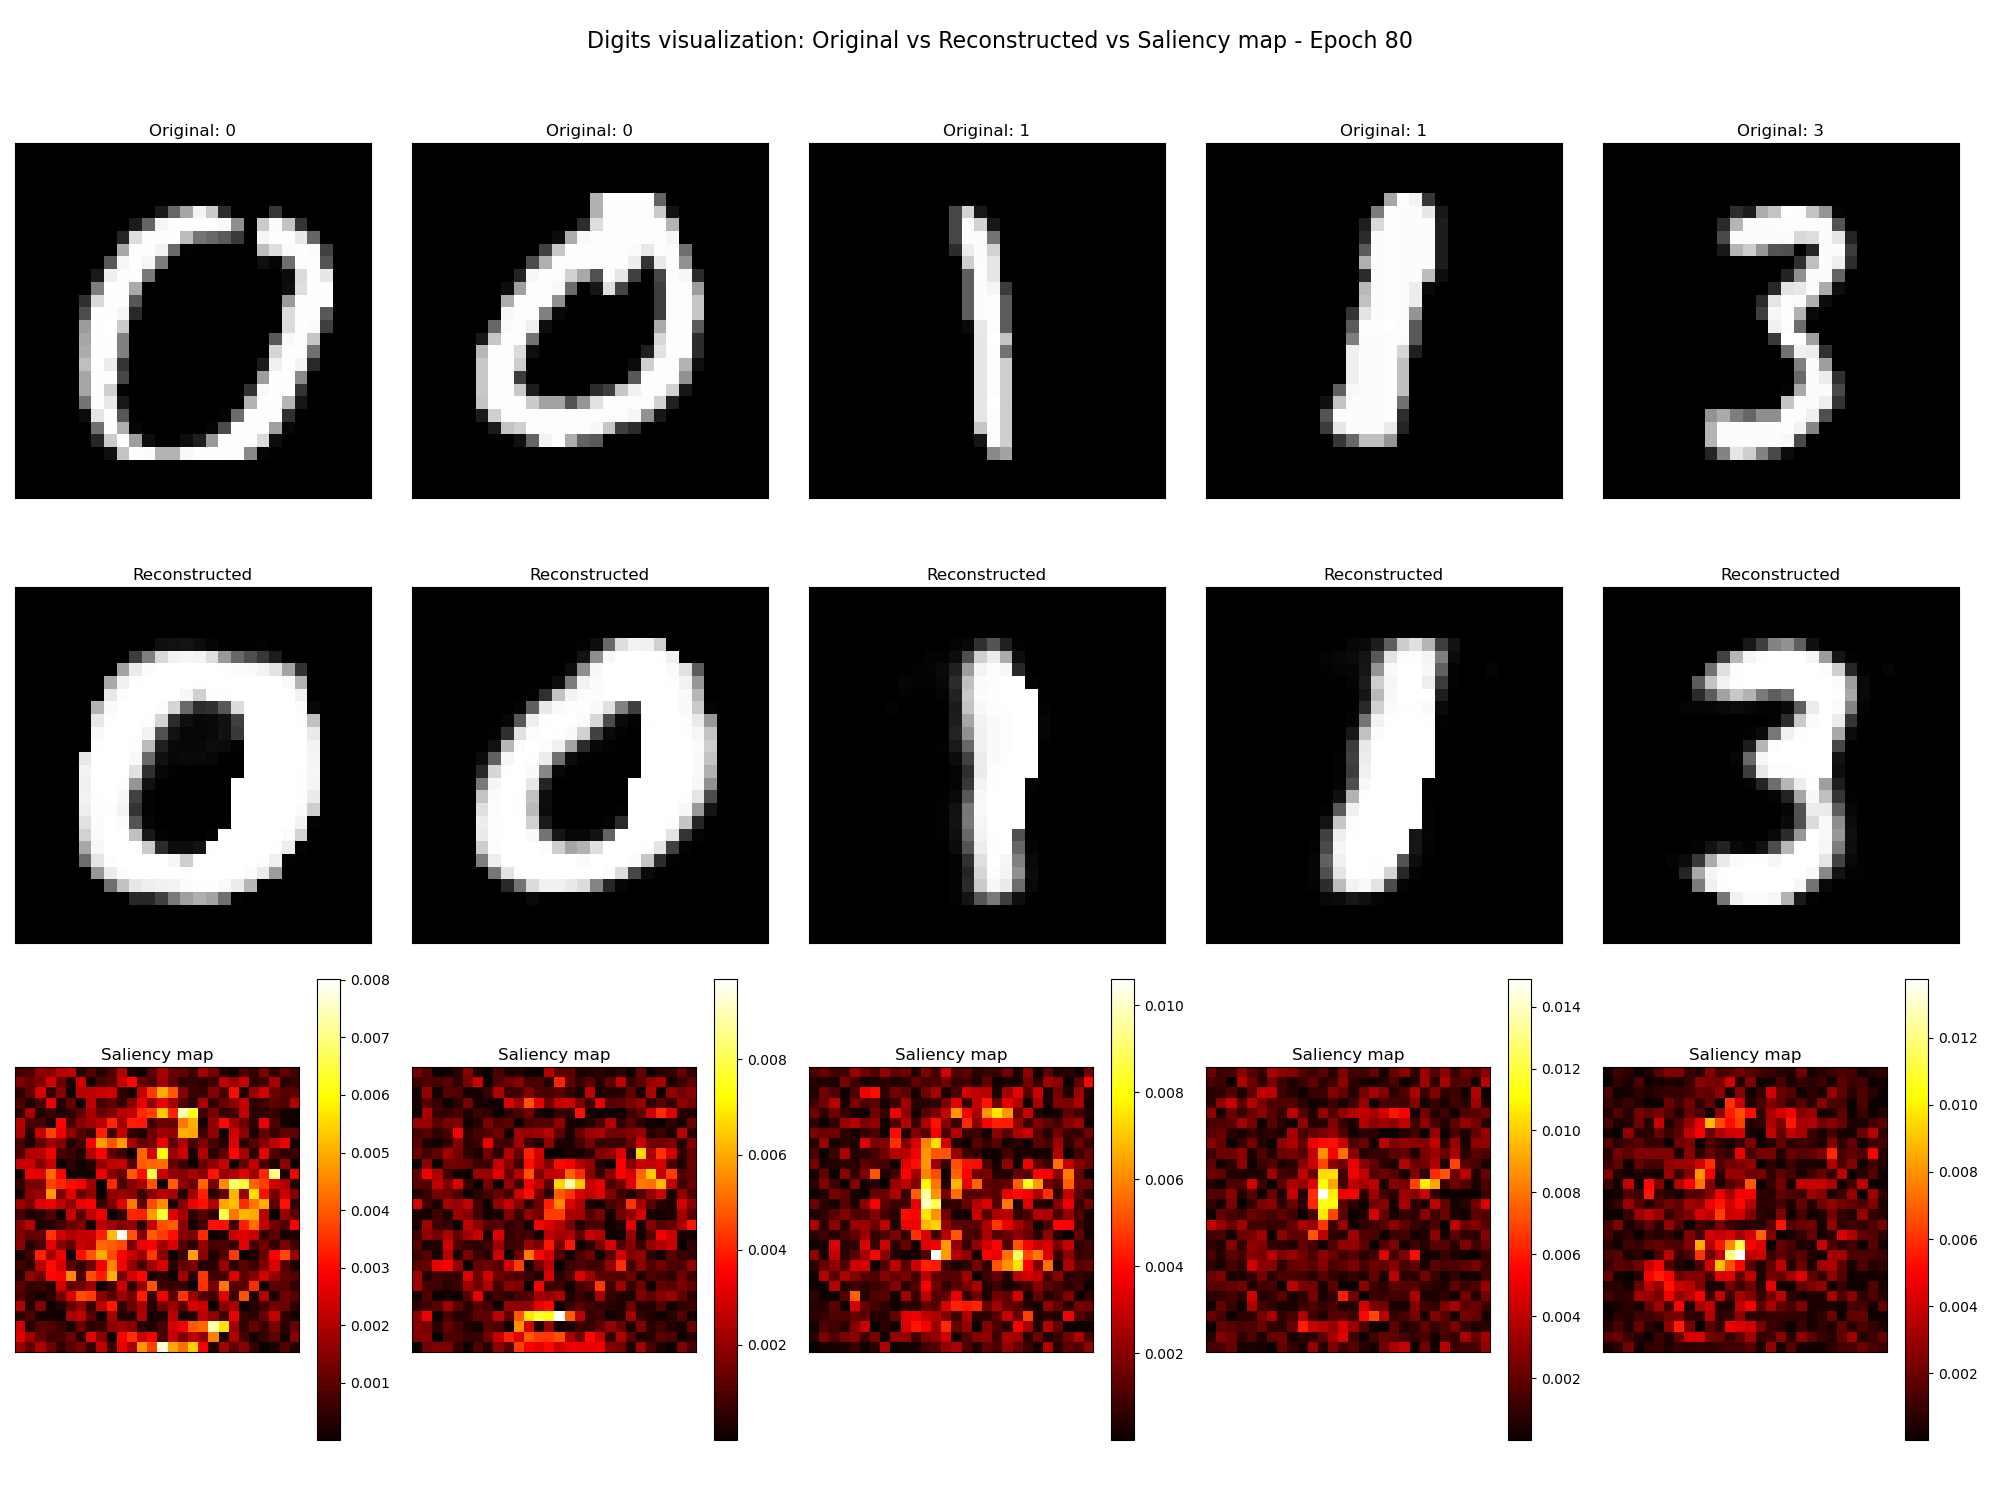 Digits visualization: Original vs Reconstructed vs Saliency map - Epoch 80
Original: 0
Original: 0
Original: 1
Original: 1
Original: 3
Reconstructed
Reconstructed
Reconstructed
Reconstructed
Reconstructed
Saliency map
0.008
0.007
0.006
0.005
0.004
0.003
0.002
0.001
Saliency map
0.008
0.006
0.004
0.002
Saliency map
0.010
0.008
0.006
0.004
0.002
Saliency map
0.014
0.012
0.010
0.008
0.006
0.004
0.002
Saliency map
0.012
0.010
0.008
0.006
0.004
0.002